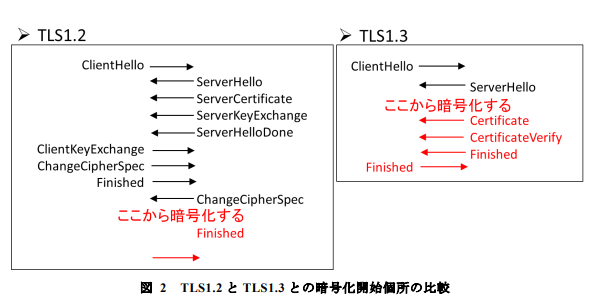 ➢ TLS1.2
ClientHello
ServerHello
ServerCertificate
ServerKeyExchange
ServerHelloDone
ClientKeyExchange
ChangeCipherSpec
Finished
ChangeCipherSpec
ここから暗号化する
Finished
➢ TLS1.3
ClientHello
ServerHello
ここから暗号化する
Certificate
CertificateVerify
Finished
Finished
図 2 TLS1.2 と TLS1.3 との暗号化開始個所の比較